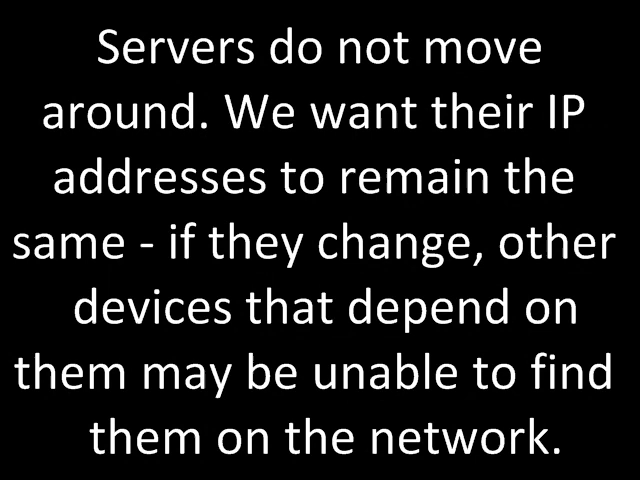 Servers do not move
around. We want their IP
addresses to remain the
same - if they change, other
devices that depend on
them may be unable to find
them on the network.